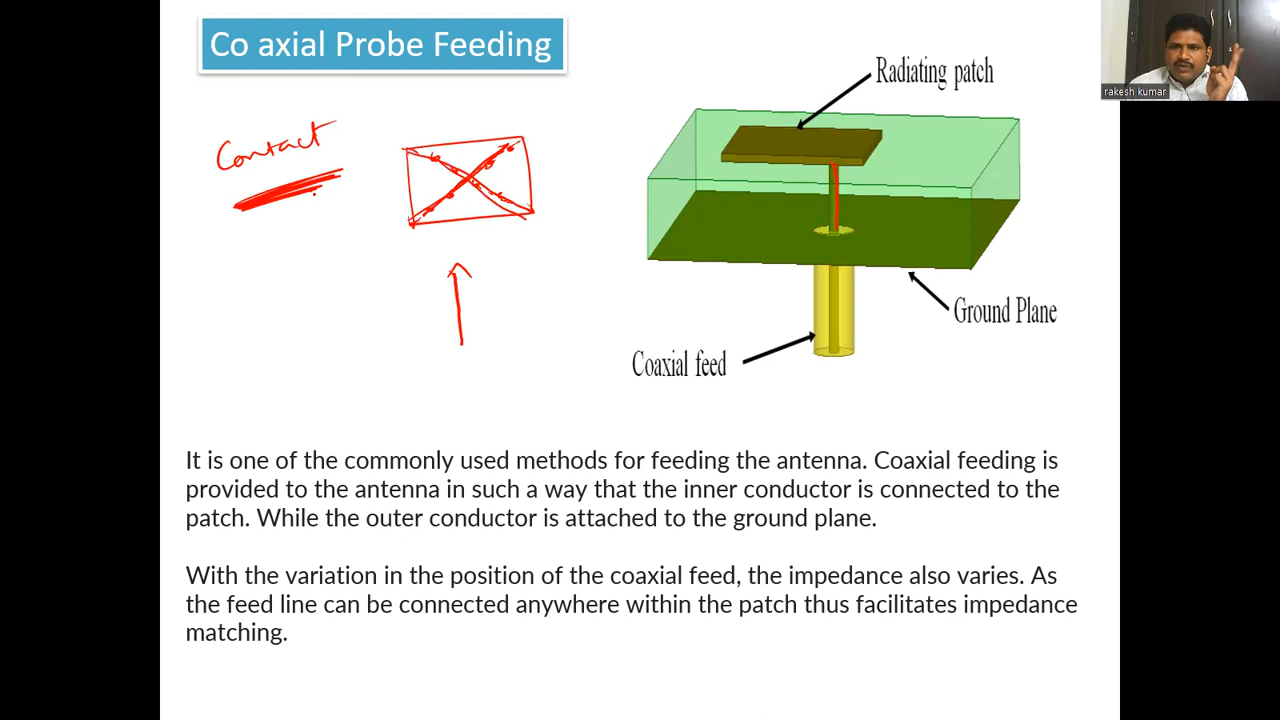 Co axial Probe Feeding
rakesh kumar
Radiating patch
Contact
Ground Plane
Coaxial feed
It is one of the commonly used methods for feeding the antenna. Coaxial feeding is
provided to the antenna in such a way that the inner conductor is connected to the
patch. While the outer conductor is attached to the ground plane.
With the variation in the position of the coaxial feed, the impedance also varies. As
the feed line can be connected anywhere within the patch thus facilitates impedance
matching.